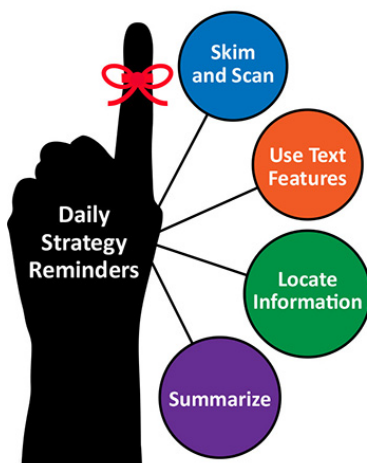 Skim
and Scan
Use Text
Features
Daily
Strategy
Reminders
Locate
Information
Summarize